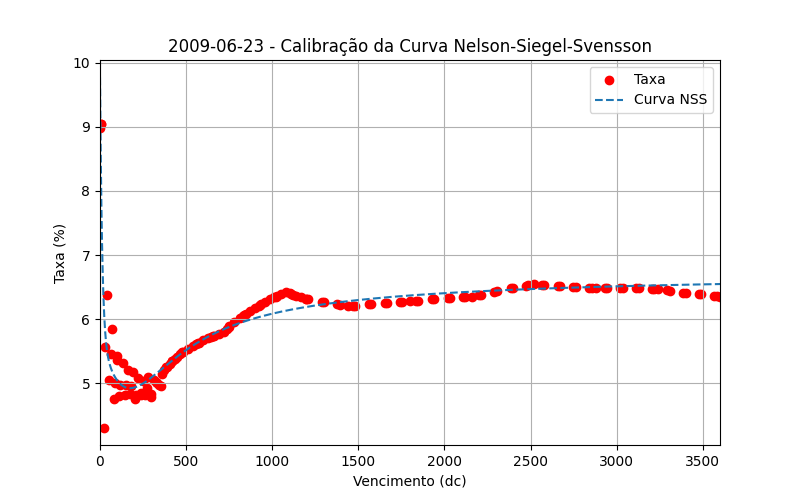 2009-06-23 - Calibração da Curva Nelson-Siegel-Svensson
Taxa
Curva NSS
Taxa (%)
10
9
8
7
6
5
0
500
1000
1500
2000
2500
3000
3500
Vencimento (dc)